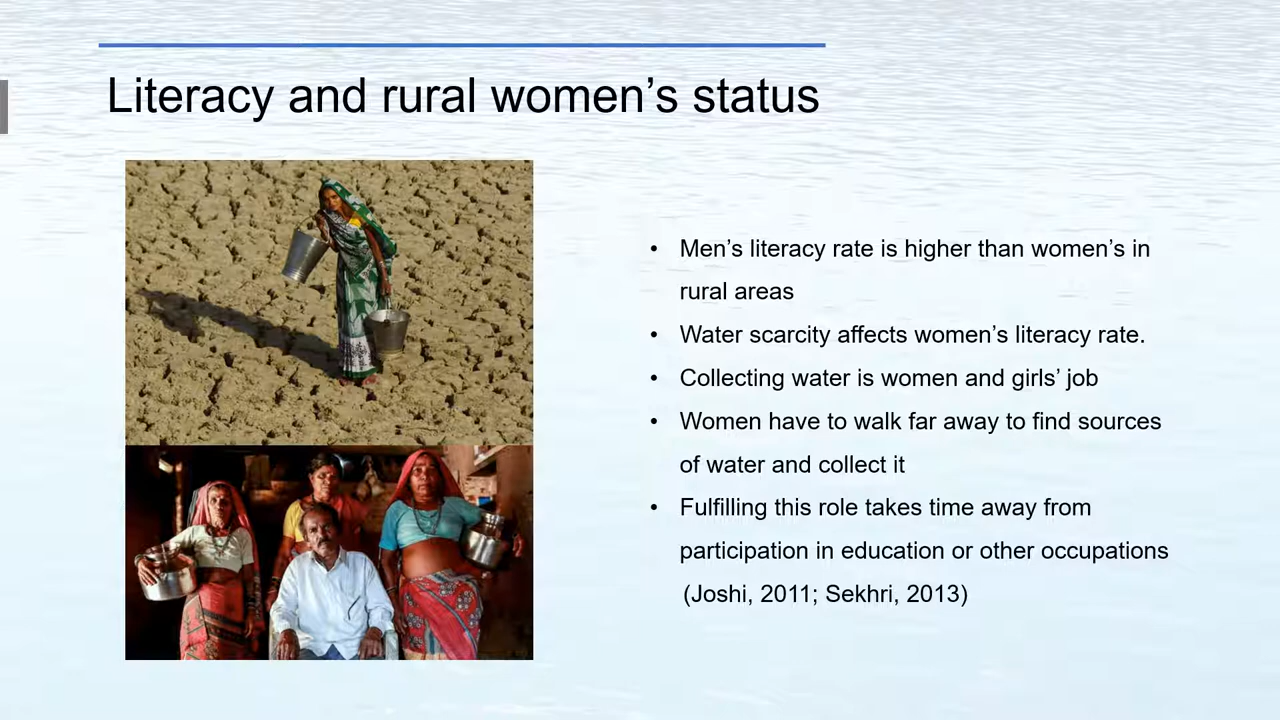 Literacy and rural women’s status
• Men’s literacy rate is higher than women’s in
rural areas
• Water scarcity affects women’s literacy rate.
• Collecting water is women and girls’ job
• Women have to walk far away to find sources
of water and collect it
• Fulfilling this role takes time away from
participation in education or other occupations
(Joshi, 2011; Sekhri, 2013)